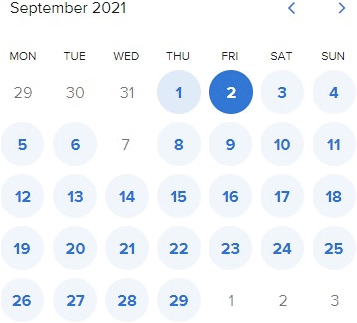 September 2021
MON TUE WED THU FRI SAT SUN
29 30 31 1 2 3 4
5 6 7 8 9 10 11
12 13 14 15 16 17 18
19 20 21 22 23 24 25
26 27 28 29 1 2 3